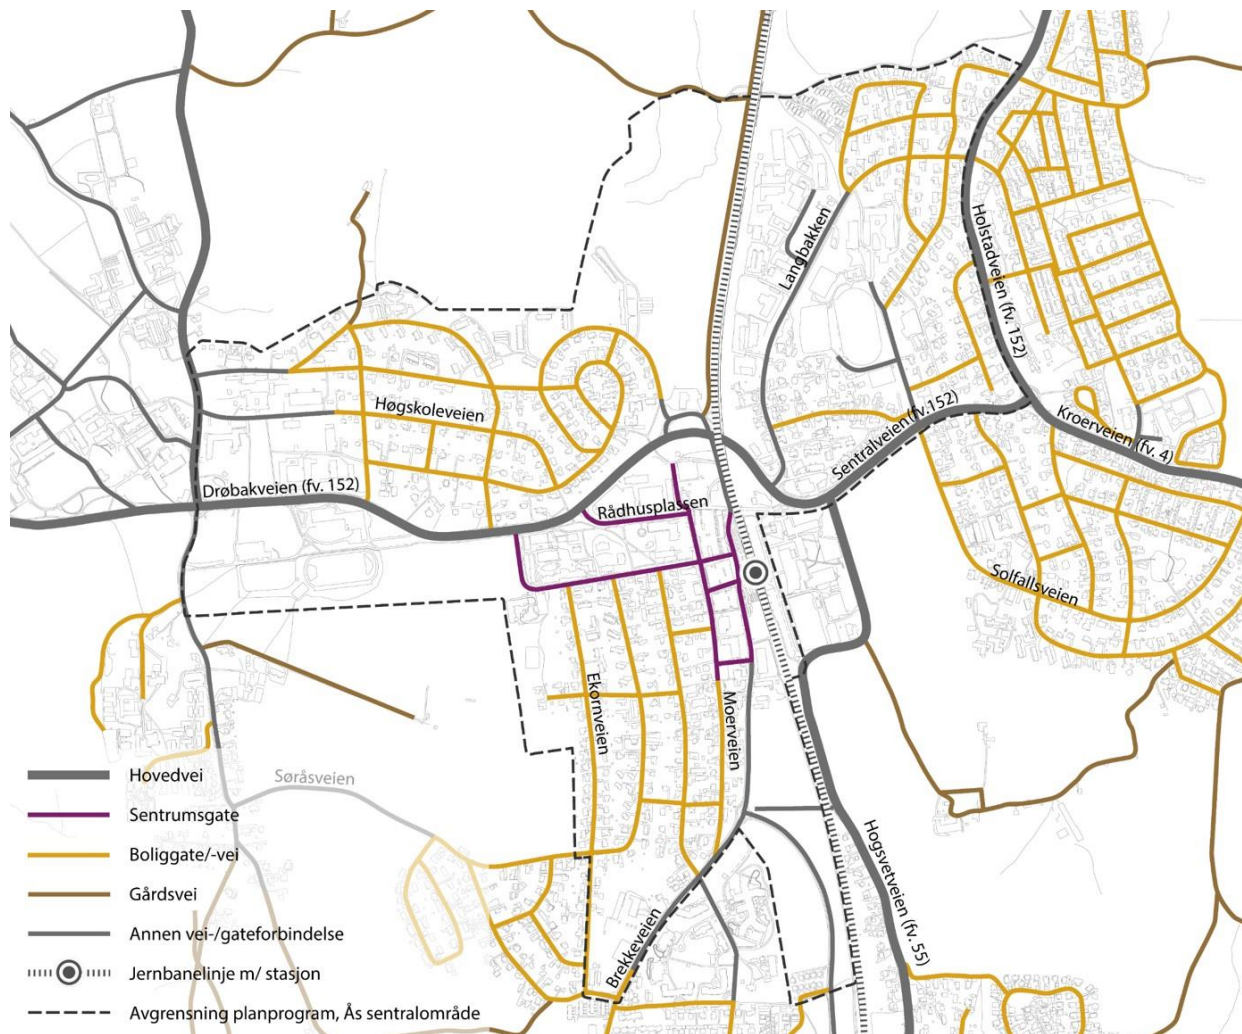 Langbakken
Holstadveien (fv. 152)
Høgskoleveien
Sentralveien (fv.152)
Kroerveien (fv. 4)
Drøbakveien (fv. 152)
Rådhusplassen
Solfallsveien
Ekornveien
Moerveien
Søråsveien
Hogsvetveien (fv. 55)
Brekkeveien
Hovedvei
Sentrumsgate
Boliggate/-vei
Gårdsvei
Annen vei-/gateforbindelse
Jernbanelinje m/ stasjon
Avgrensning planprogram, Ås sentralområde